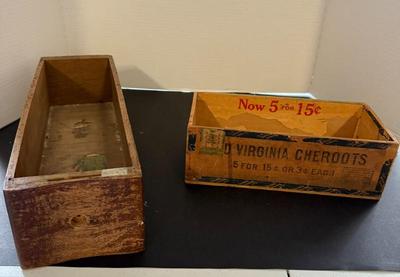 Now 5 FOR 15¢
D VIRGINIA CHEROOTS
5 FOR 15¢ OR 3¢ EACH